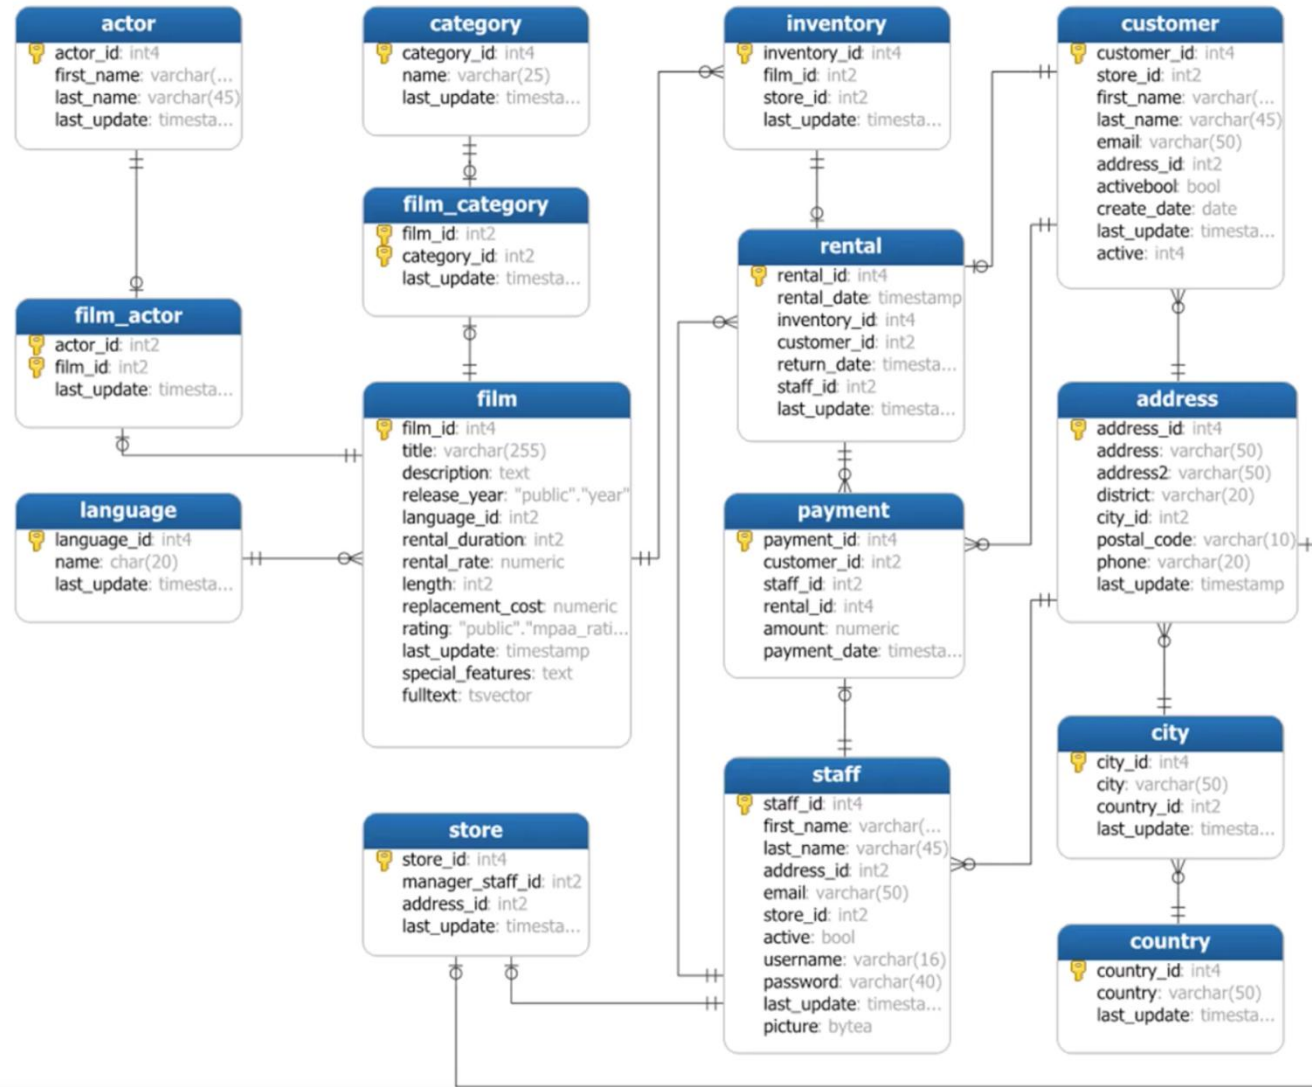 actor
actor_id: int4
first_name: varchar(...
last_name: varchar(45)
last_update: timesta...
category
category_id: int4
name: varchar(25)
last_update: timesta...
inventory
inventory_id: int4
film_id: int2
store_id: int2
last_update: timesta...
customer
customer_id: int4
store_id: int2
first_name: varchar(...
last_name: varchar(45)
email: varchar(50)
address_id: int2
activebool: bool
create_date: date
last_update: timesta...
active: int4
film_category
film_id: int2
category_id: int2
last_update: timesta...
rental
rental_id: int4
rental_date: timestamp
inventory_id: int4
customer_id: int2
return_date: timesta...
staff_id: int2
last_update: timesta...
film_actor
actor_id: int2
film_id: int2
last_update: timesta...
film
film_id: int4
title: varchar(255)
description: text
release_year: "public"."year"
language_id: int2
rental_duration: int2
rental_rate: numeric
length: int2
replacement_cost: numeric
rating: "public"."mpaa_rati...
last_update: timestamp
special_features: text
fulltext: tsvector
address
address_id: int4
address: varchar(50)
address2: varchar(50)
district: varchar(20)
city_id: int2
postal_code: varchar(10)
phone: varchar(20)
last_update: timestamp
language
language_id: int4
name: char(20)
last_update: timesta...
payment
payment_id: int4
customer_id: int2
staff_id: int2
rental_id: int4
amount: numeric
payment_date: timesta...
city
city_id: int4
city: varchar(50)
country_id: int2
last_update: timesta...
staff
staff_id: int4
first_name: varchar(...
last_name: varchar(45)
address_id: int2
email: varchar(50)
store_id: int2
active: bool
username: varchar(16)
password: varchar(40)
last_update: timesta...
picture: bytea
store
store_id: int4
manager_staff_id: int2
address_id: int2
last_update: timesta...
country
country_id: int4
country: varchar(50)
last_update: timesta...